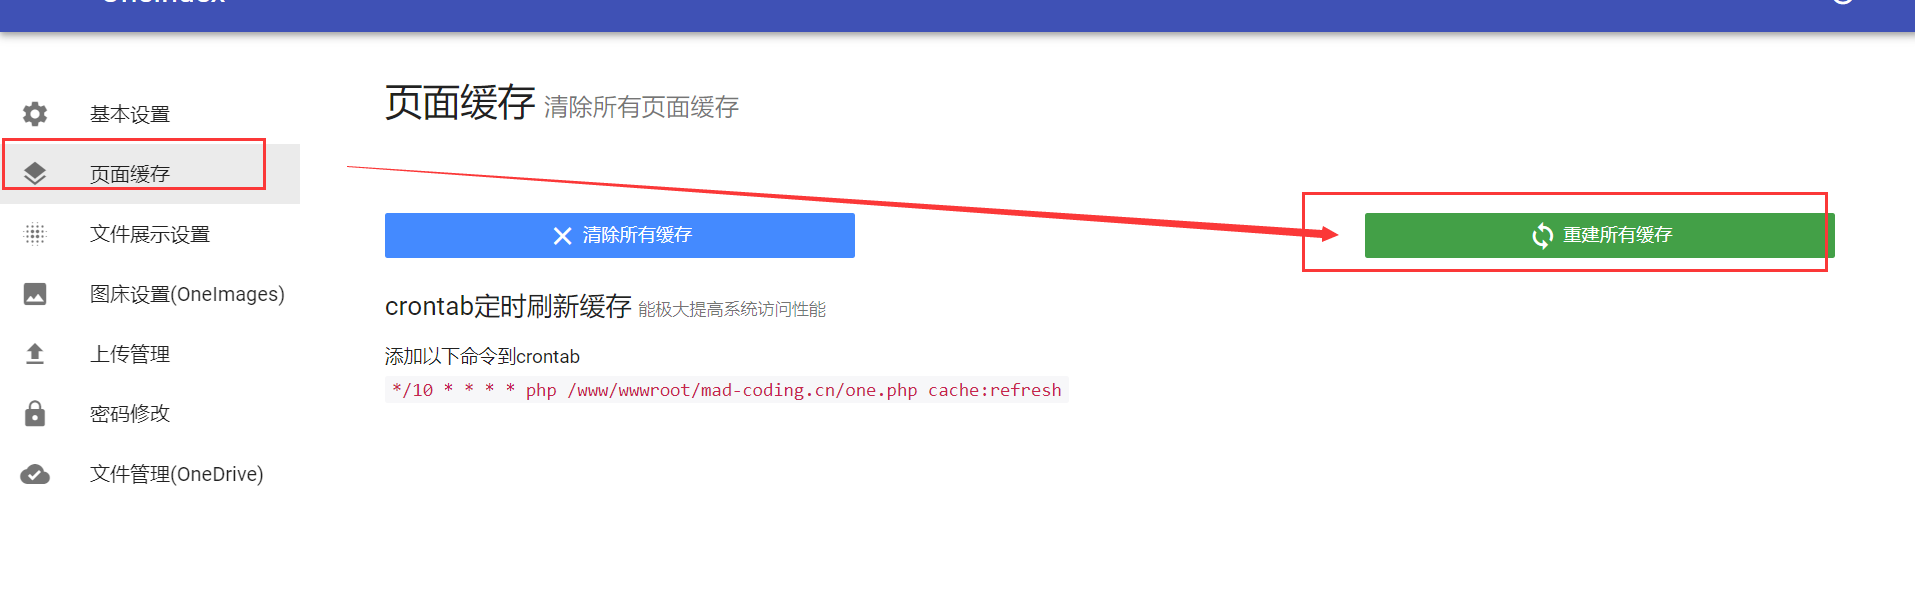 基本设置
页面缓存
文件展示设置
图床设置(OneImages)
上传管理
密码修改
文件管理(OneDrive)
页面缓存 清除所有页面缓存
清除所有缓存
重建所有缓存
crontab定时刷新缓存 能极大提高系统访问性能
添加以下命令到crontab
*/10 * * * * php /www/wwwroot/mad-coding.cn/one.php cache:refresh